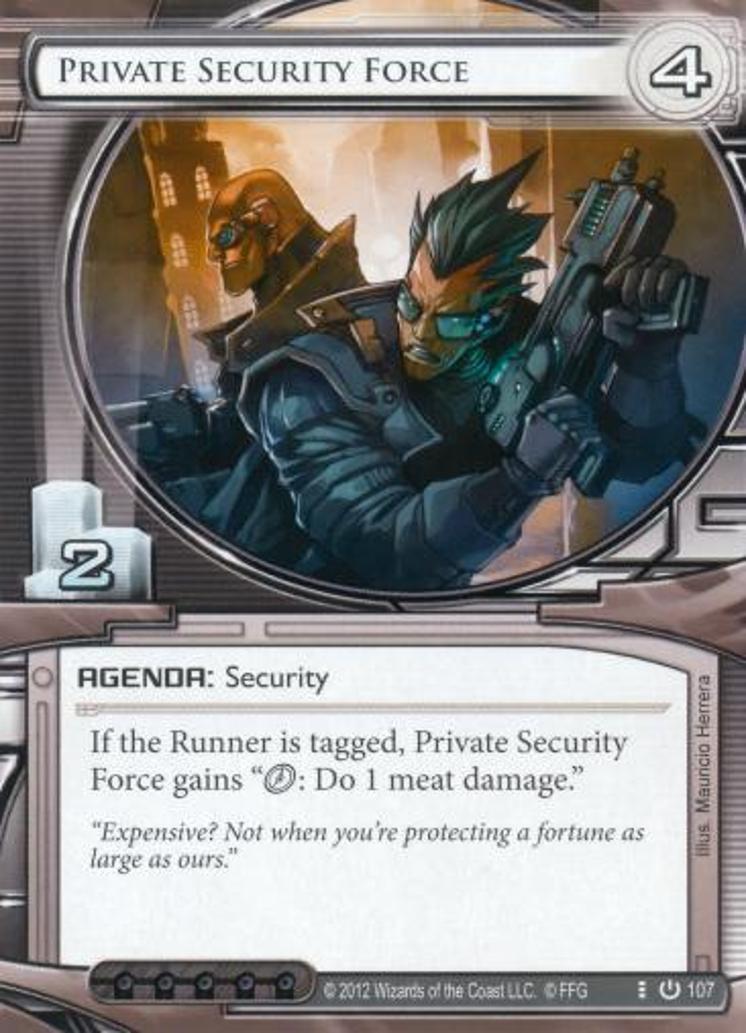 PRIVATE SECURITY FORCE
4
2
AGENDA: Security
If the Runner is tagged, Private Security
Force gains “: Do 1 meat damage.”
“Expensive? Not when you’re protecting a fortune as
large as ours.”
Illus. Mauricio Herrera
© 2012 Wizards of the Coast LLC. © FFG
107